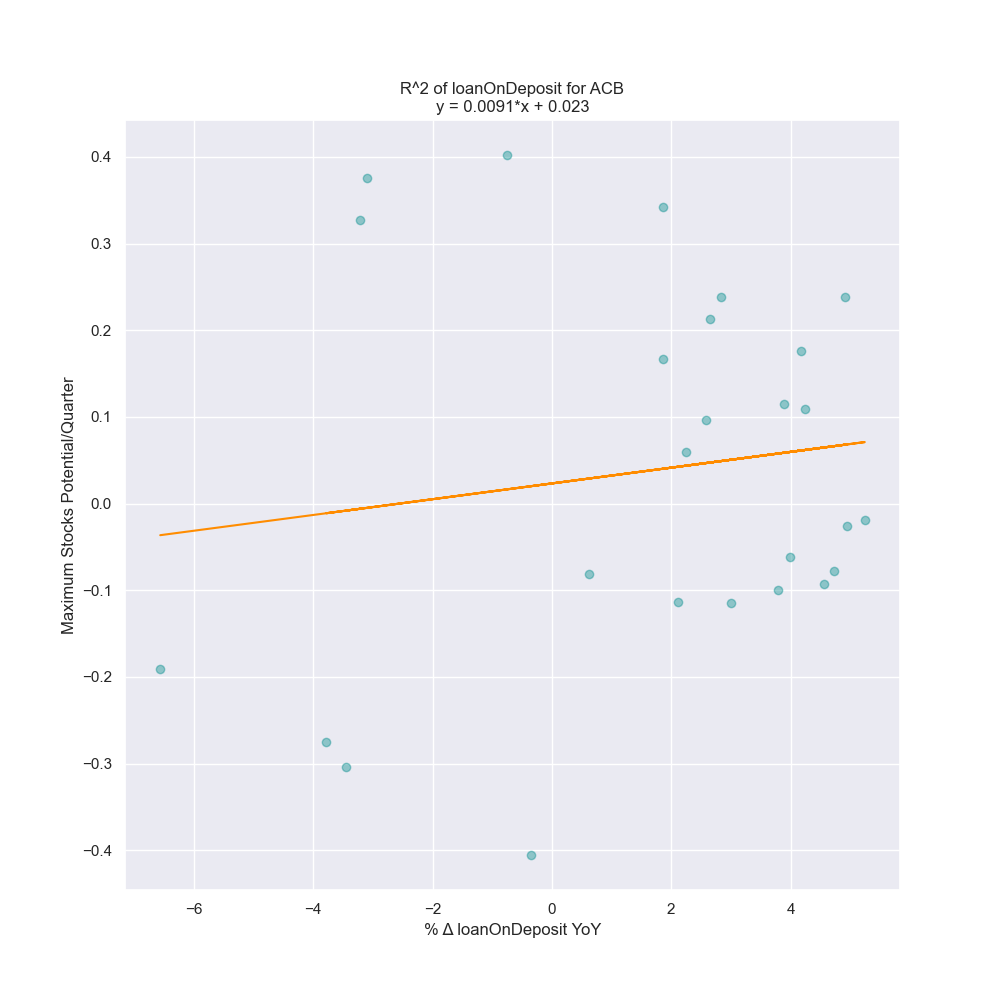 R^2 of loanOnDeposit for ACB
y = 0.0091*x + 0.023
Maximum Stocks Potential/Quarter
0.4
0.3
0.2
0.1
0.0
−0.1
−0.2
−0.3
−0.4
−6 −4 −2 0 2 4
% Δ loanOnDeposit YoY